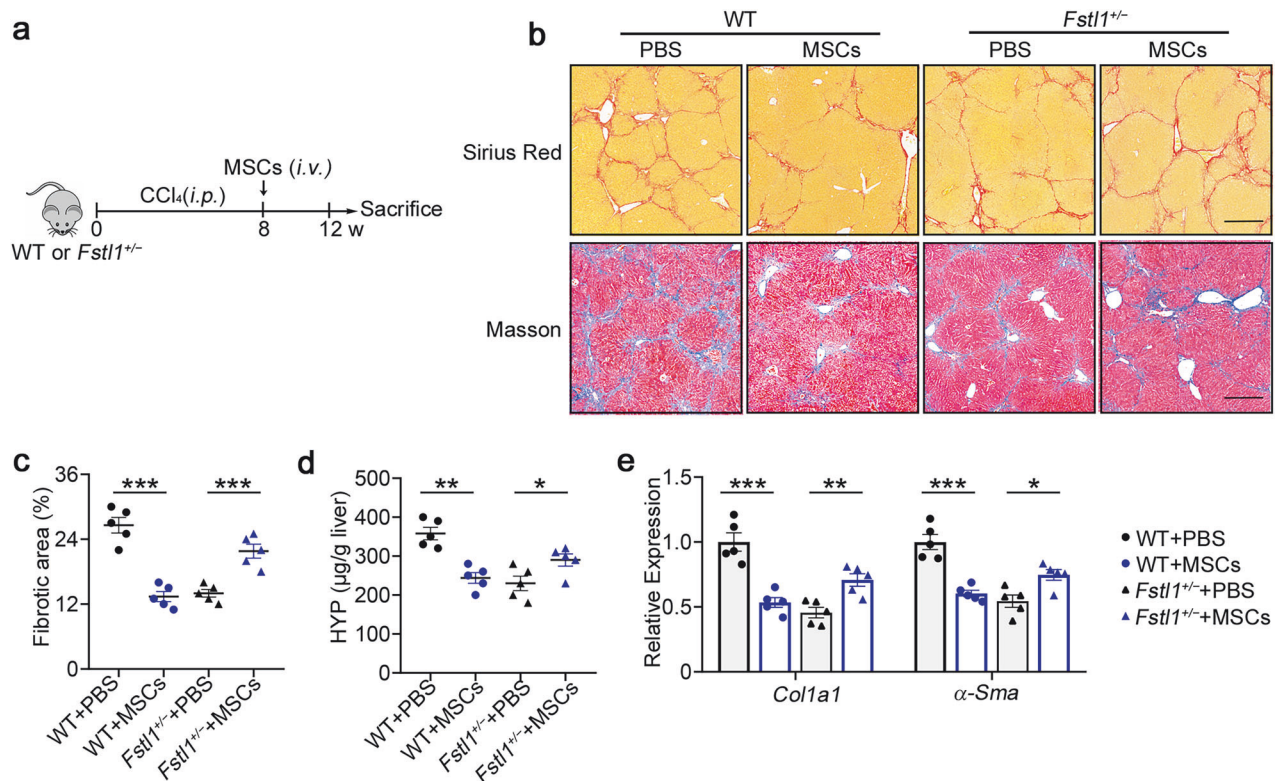 a
MSCs (i.v.)
CCl₄(i.p.)
0
8
12 w
Sacrifice
WT or Fstl1⁺/⁻
b
WT
Fstl1⁺/⁻
PBS
MSCs
PBS
MSCs
Sirius Red
Masson
c
Fibrotic area (%)
36
24
12
0
***
***
WT+PBS
WT+MSCs
Fstl1⁺/⁻+PBS
Fstl1⁺/⁻+MSCs
d
HYP (µg/g liver)
500
400
300
200
100
0
**
*
WT+PBS
WT+MSCs
Fstl1⁺/⁻+PBS
Fstl1⁺/⁻+MSCs
e
Relative Expression
1.5
1.0
0.5
0
***
**
***
*
Col1a1
α-Sma
WT+PBS
WT+MSCs
Fstl1⁺/⁻+PBS
Fstl1⁺/⁻+MSCs